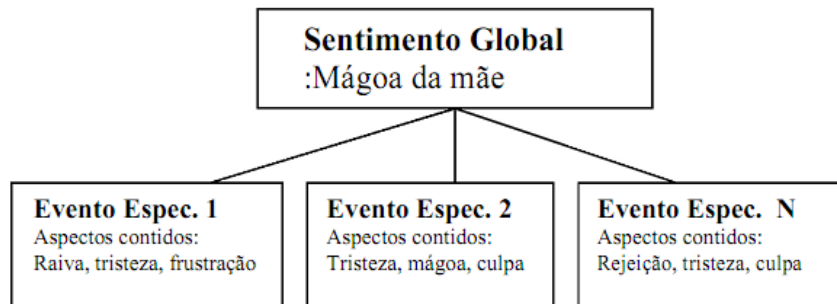 Sentimento Global
:Mágoa da mãe
Evento Espec. 1
Aspectos contidos:
Raiva, tristeza, frustração
Evento Espec. 2
Aspectos contidos:
Tristeza, mágoa, culpa
Evento Espec. N
Aspectos contidos:
Rejeição, tristeza, culpa